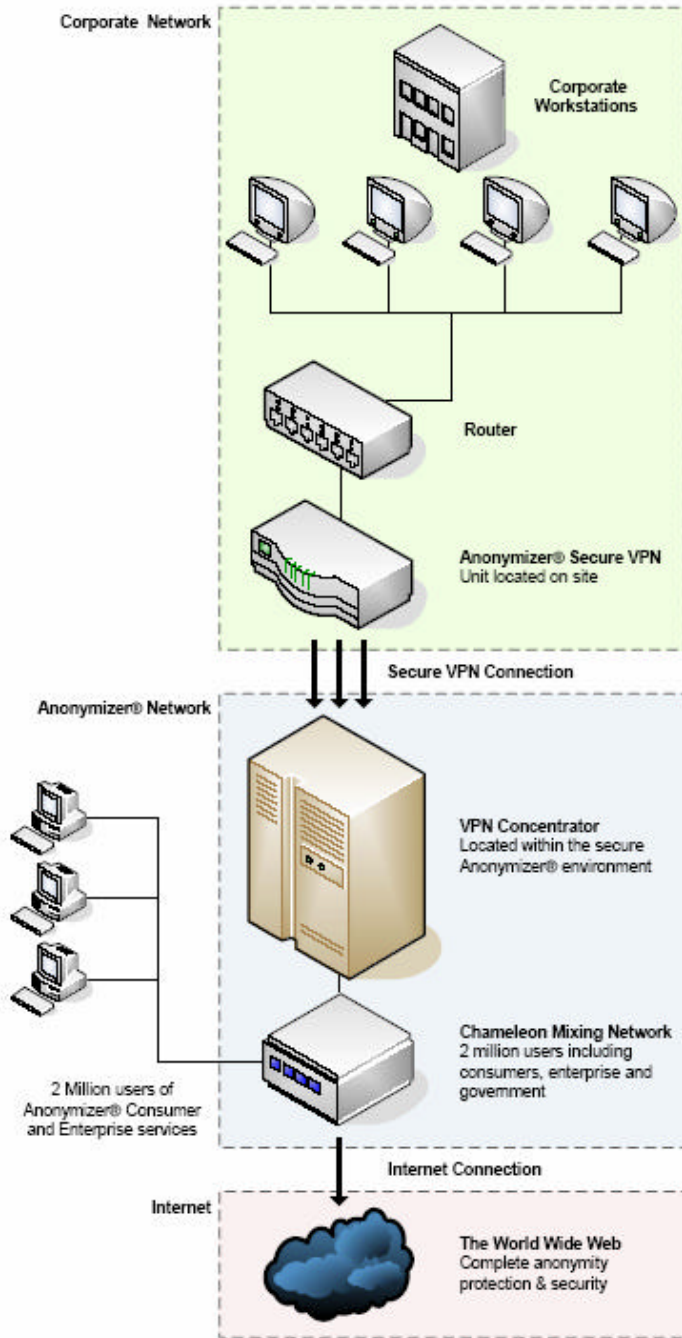 Corporate Network
Corporate
Workstations
Router
Anonymizer® Secure VPN
Unit located on site
Secure VPN Connection
Anonymizer® Network
VPN Concentrator
Located within the secure
Anonymizer® environment
Chameleon Mixing Network
2 million users including
consumers, enterprise and
government
2 Million users of
Anonymizer® Consumer
and Enterprise services
Internet Connection
Internet
The World Wide Web
Complete anonymity
protection & security